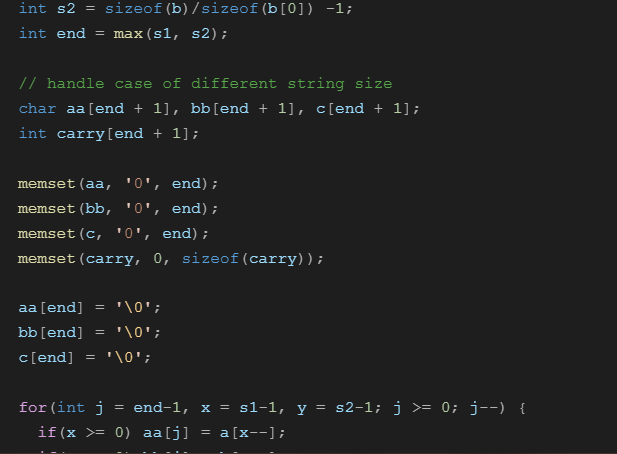 int s2 = sizeof(b)/sizeof(b[0]) -1;
int end = max(s1, s2);
// handle case of different string size
char aa[end + 1], bb[end + 1], c[end + 1];
int carry[end + 1];
memset(aa, '0', end);
memset(bb, '0', end);
memset(c, '0', end);
memset(carry, 0, sizeof(carry));
aa[end] = '\0';
bb[end] = '\0';
c[end] = '\0';
for(int j = end-1, x = s1-1, y = s2-1; j >= 0; j--) {
if(x >= 0) aa[j] = a[x--];